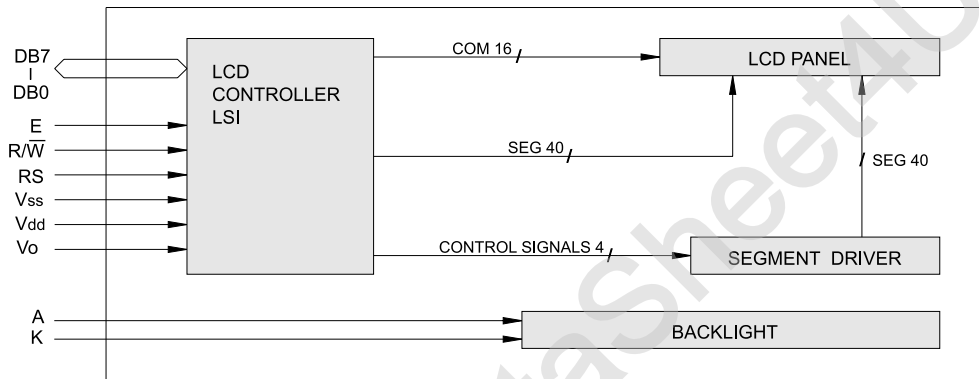 DB7
DB0
E
R/W̅
RS
Vss
Vdd
Vo
A
K
LCD
CONTROLLER
LSI
COM 16
SEG 40
CONTROL SIGNALS 4
LCD PANEL
SEG 40
SEGMENT DRIVER
BACKLIGHT
taSheet4U